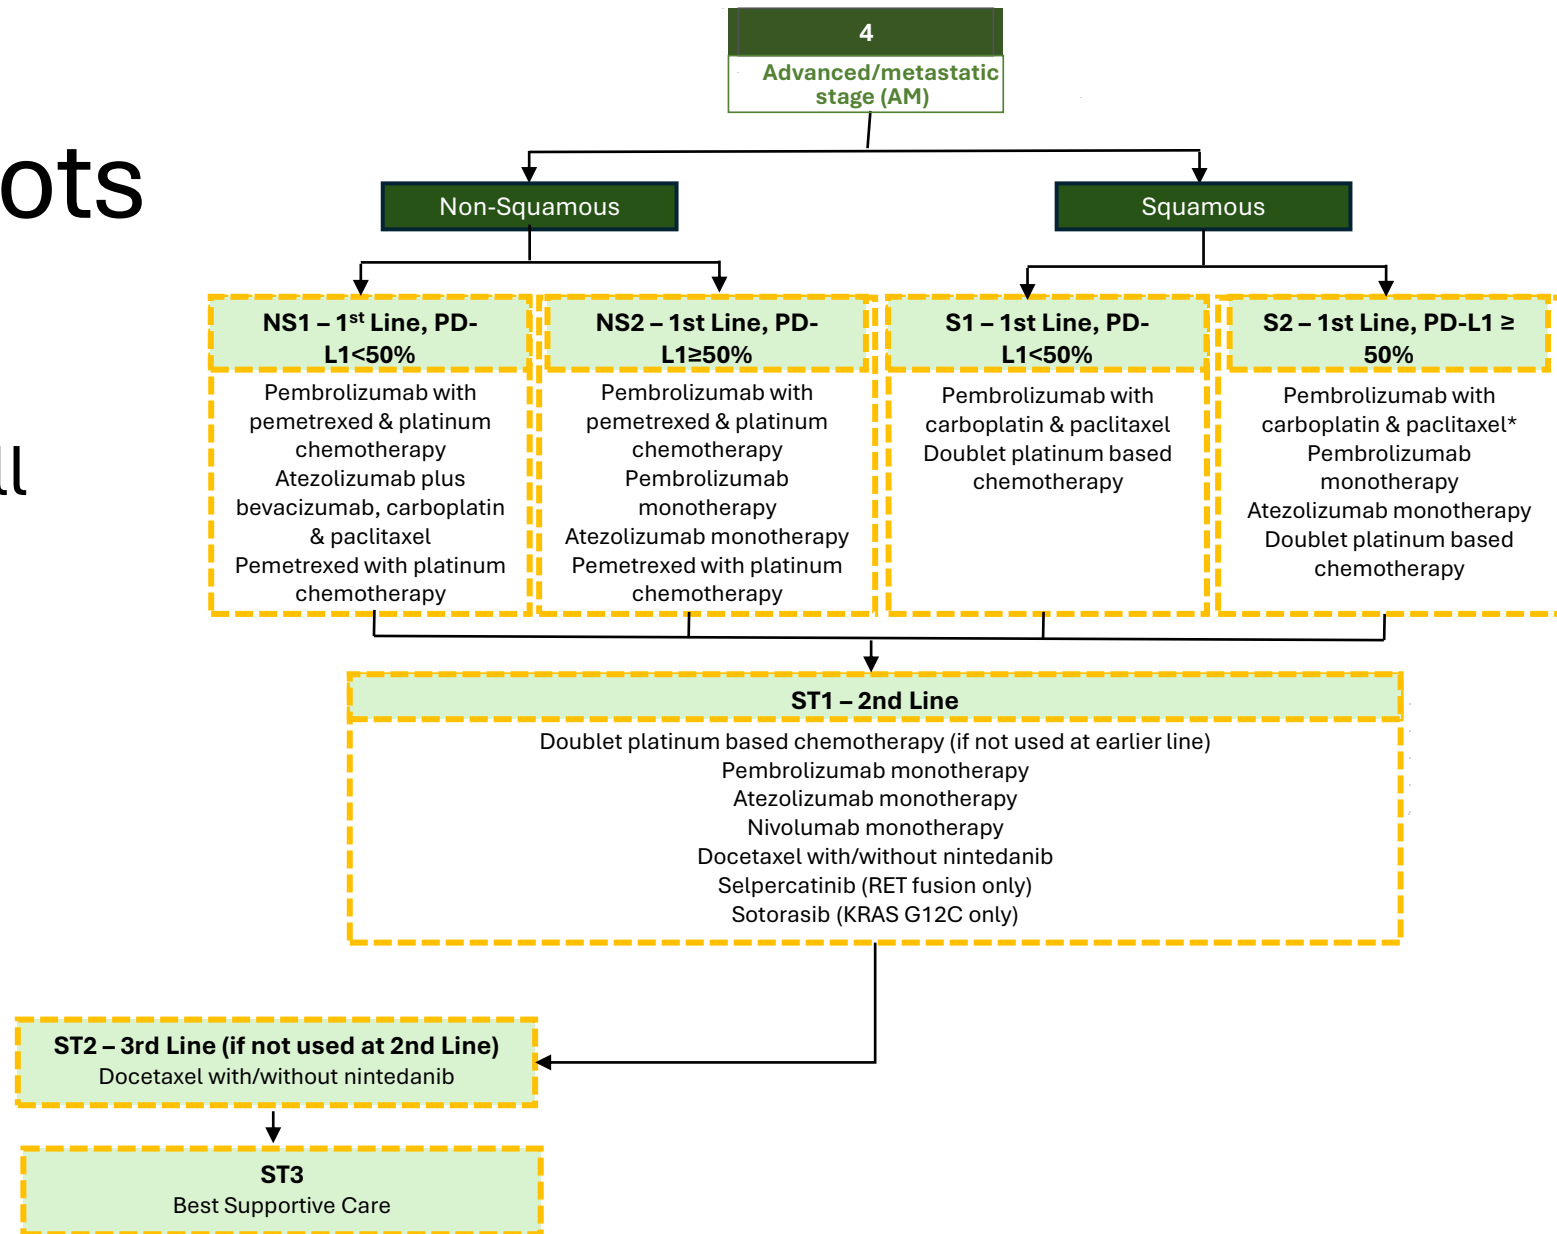 4
Advanced/metastatic
stage (AM)
ots
ll
Non-Squamous
Squamous
NS1 – 1st Line, PD-
L1<50%
Pembrolizumab with
pemetrexed & platinum
chemotherapy
Atezolizumab plus
bevacizumab, carboplatin
& paclitaxel
Pemetrexed with platinum
chemotherapy
NS2 – 1st Line, PD-
L1≥50%
Pembrolizumab with
pemetrexed & platinum
chemotherapy
Pembrolizumab
monotherapy
Atezolizumab monotherapy
Pemetrexed with platinum
chemotherapy
S1 – 1st Line, PD-
L1<50%
Pembrolizumab with
carboplatin & paclitaxel
Doublet platinum based
chemotherapy
S2 – 1st Line, PD-L1 ≥
50%
Pembrolizumab with
carboplatin & paclitaxel*
Pembrolizumab
monotherapy
Atezolizumab monotherapy
Doublet platinum based
chemotherapy
ST1 – 2nd Line
Doublet platinum based chemotherapy (if not used at earlier line)
Pembrolizumab monotherapy
Atezolizumab monotherapy
Nivolumab monotherapy
Docetaxel with/without nintedanib
Selpercatinib (RET fusion only)
Sotorasib (KRAS G12C only)
ST2 – 3rd Line (if not used at 2nd Line)
Docetaxel with/without nintedanib
ST3
Best Supportive Care